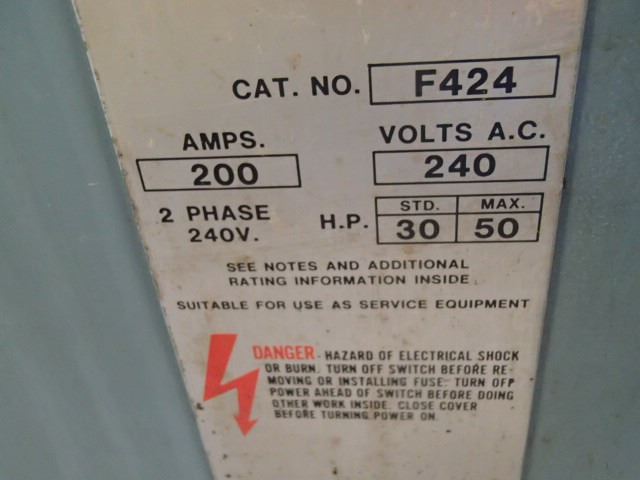 CAT. NO. F424
AMPS. VOLTS A.C.
200 240
2 PHASE
240V.
H.P. STD. MAX.
30 50
SEE NOTES AND ADDITIONAL
RATING INFORMATION INSIDE
SUITABLE FOR USE AS SERVICE EQUIPMENT
DANGER - HAZARD OF ELECTRICAL SHOCK
OR BURN. TURN OFF SWITCH BEFORE RE-
MOVING OR INSTALLING FUSE. TURN OFF
POWER AHEAD OF SWITCH BEFORE DOING
OTHER WORK INSIDE. CLOSE COVER
BEFORE TURNING POWER ON.